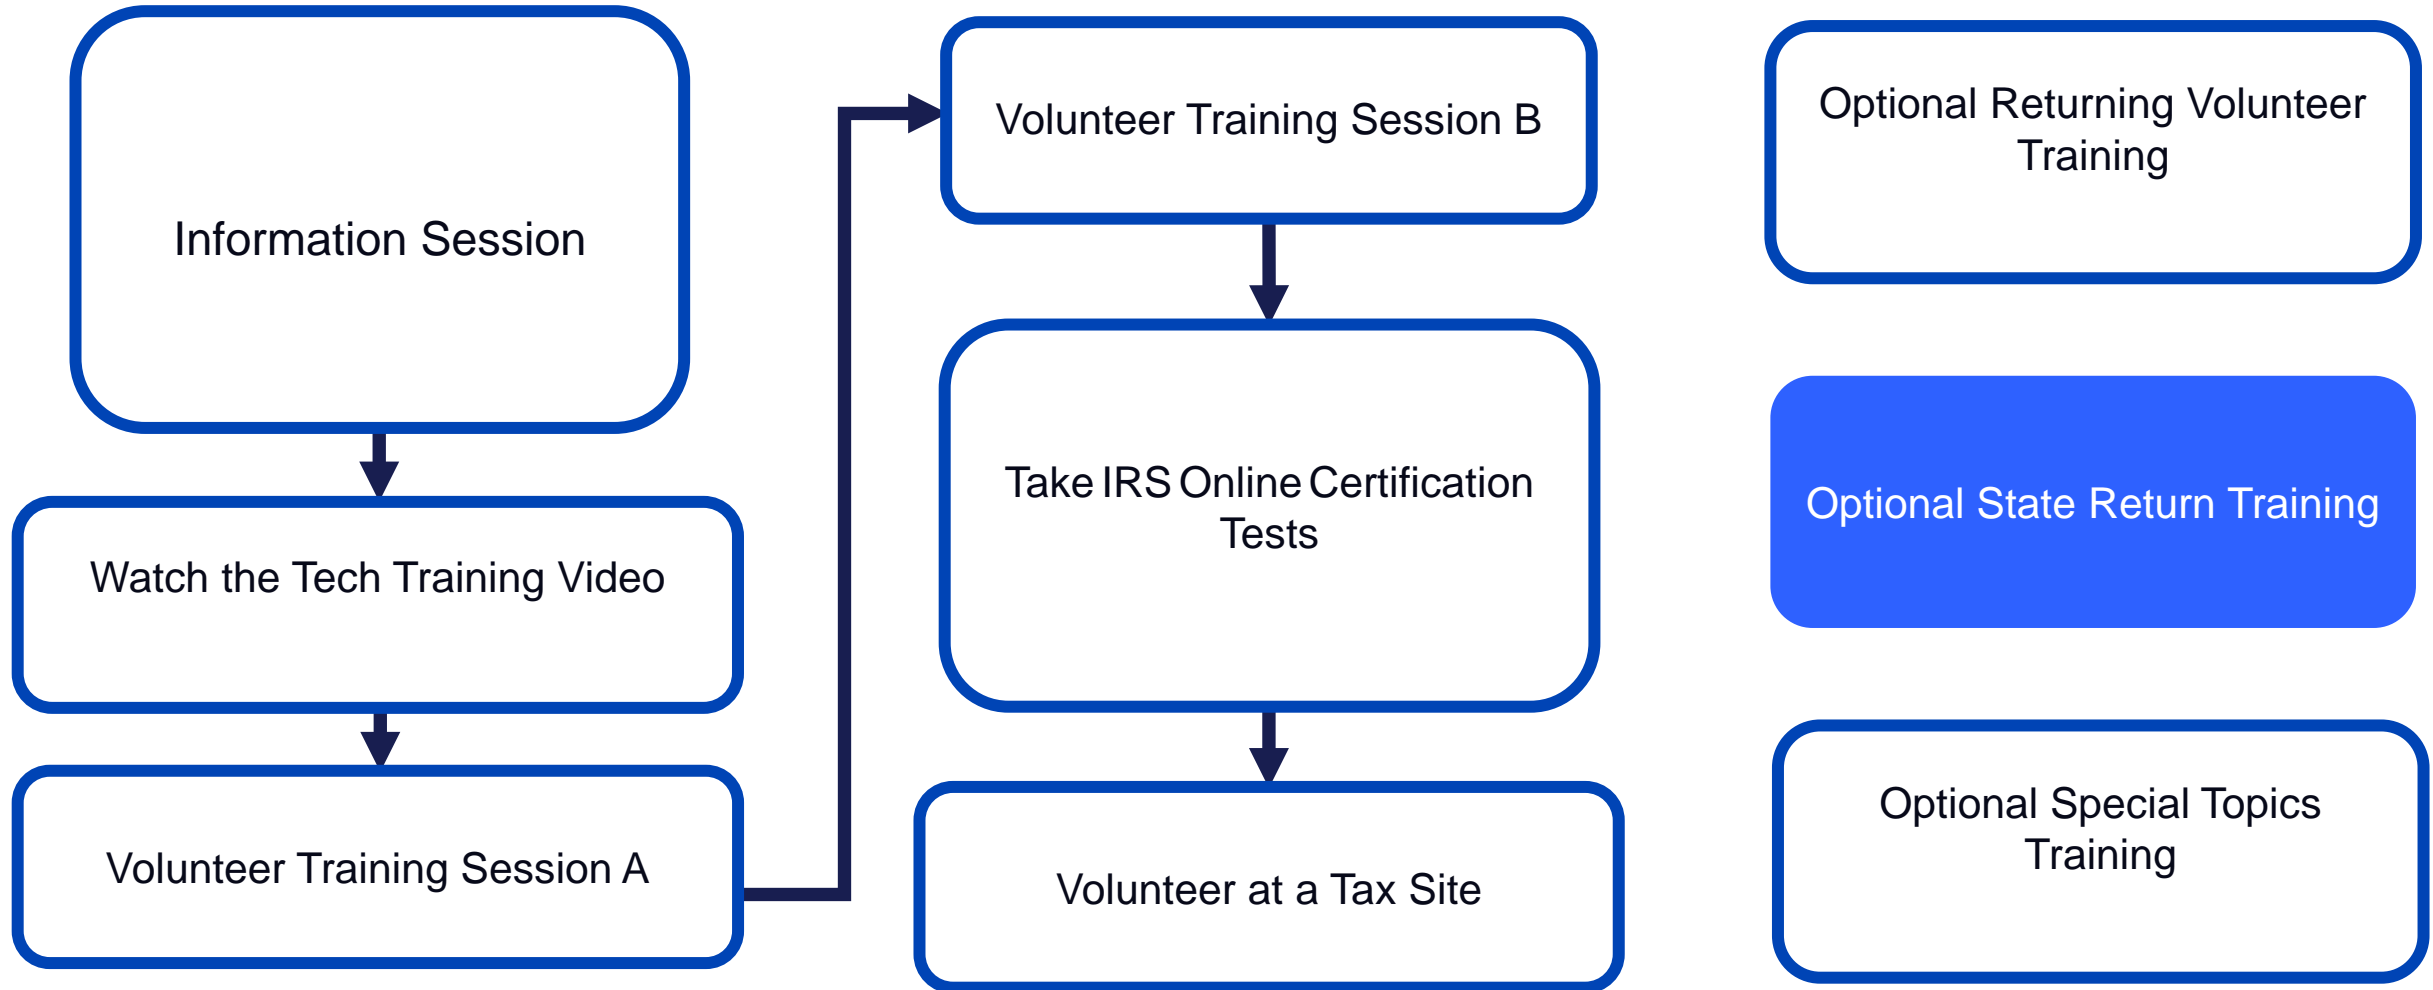 Information Session
Watch the Tech Training Video
Volunteer Training Session A
Volunteer Training Session B
Take IRS Online Certification
Tests
Volunteer at a Tax Site
Optional Returning Volunteer
Training
Optional State Return Training
Optional Special Topics
Training